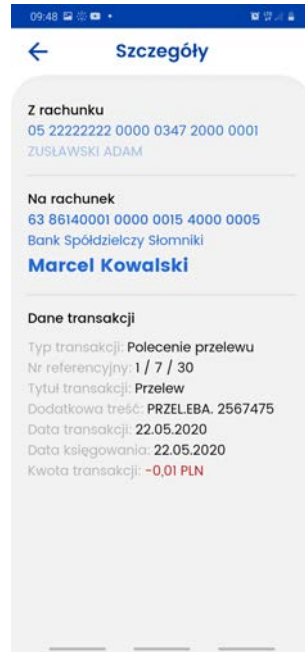 09:48
Szczegóły
Z rachunku
05 22222222 0000 0347 2000 0001
ZUSŁAWSKI ADAM
Na rachunek
63 86140001 0000 0015 4000 0005
Bank Spółdzielczy Słomniki
Marcel Kowalski
Dane transakcji
Typ transakcji: Polecenie przelewu
Nr referencyjny: 1 / 7 / 30
Tytuł transakcji: Przelew
Dodatkowa treść: PRZEL.EBA. 2567475
Data transakcji: 22.05.2020
Data księgowania: 22.05.2020
Kwota transakcji: -0,01 PLN